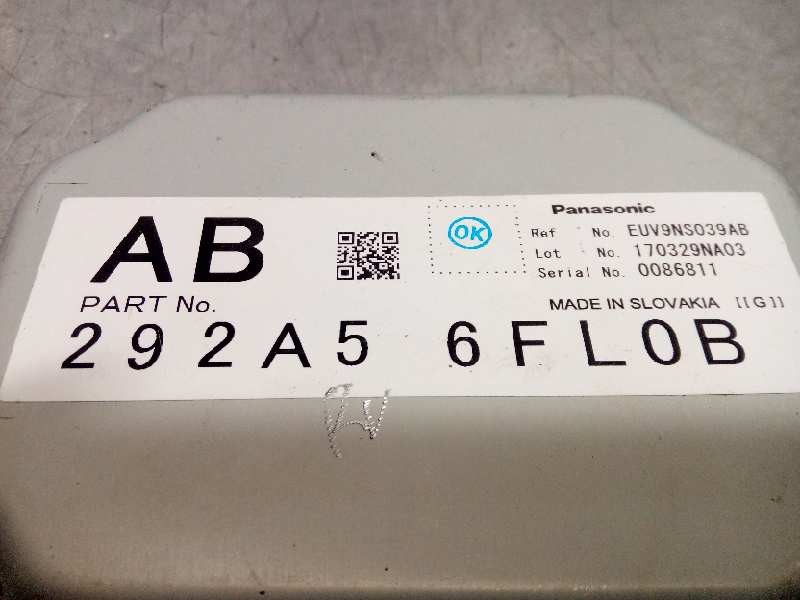 AB
OK
Panasonic
Ref No. EUV9NS039AB
Lot No. 170329NA03
Serial No. 0086811
MADE IN SLOVAKIA [[G]]
PART No.
292A5 6FL0B